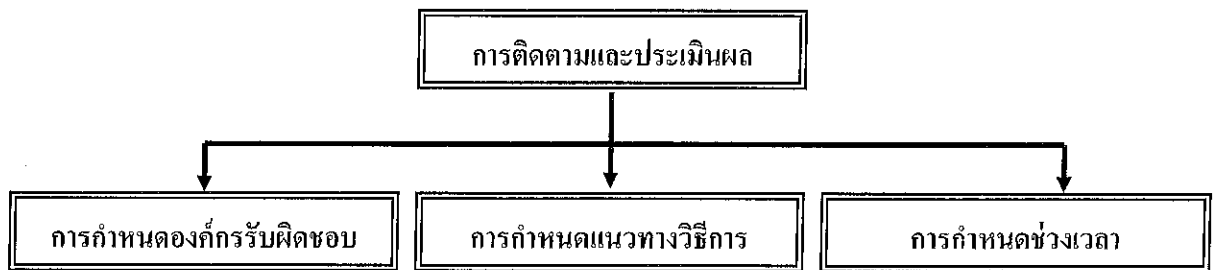 การติดตามและประเมินผล
การกำหนดองค์กรรับผิดชอบ
การกำหนดแนวทางวิธีการ
การกำหนดช่วงเวลา